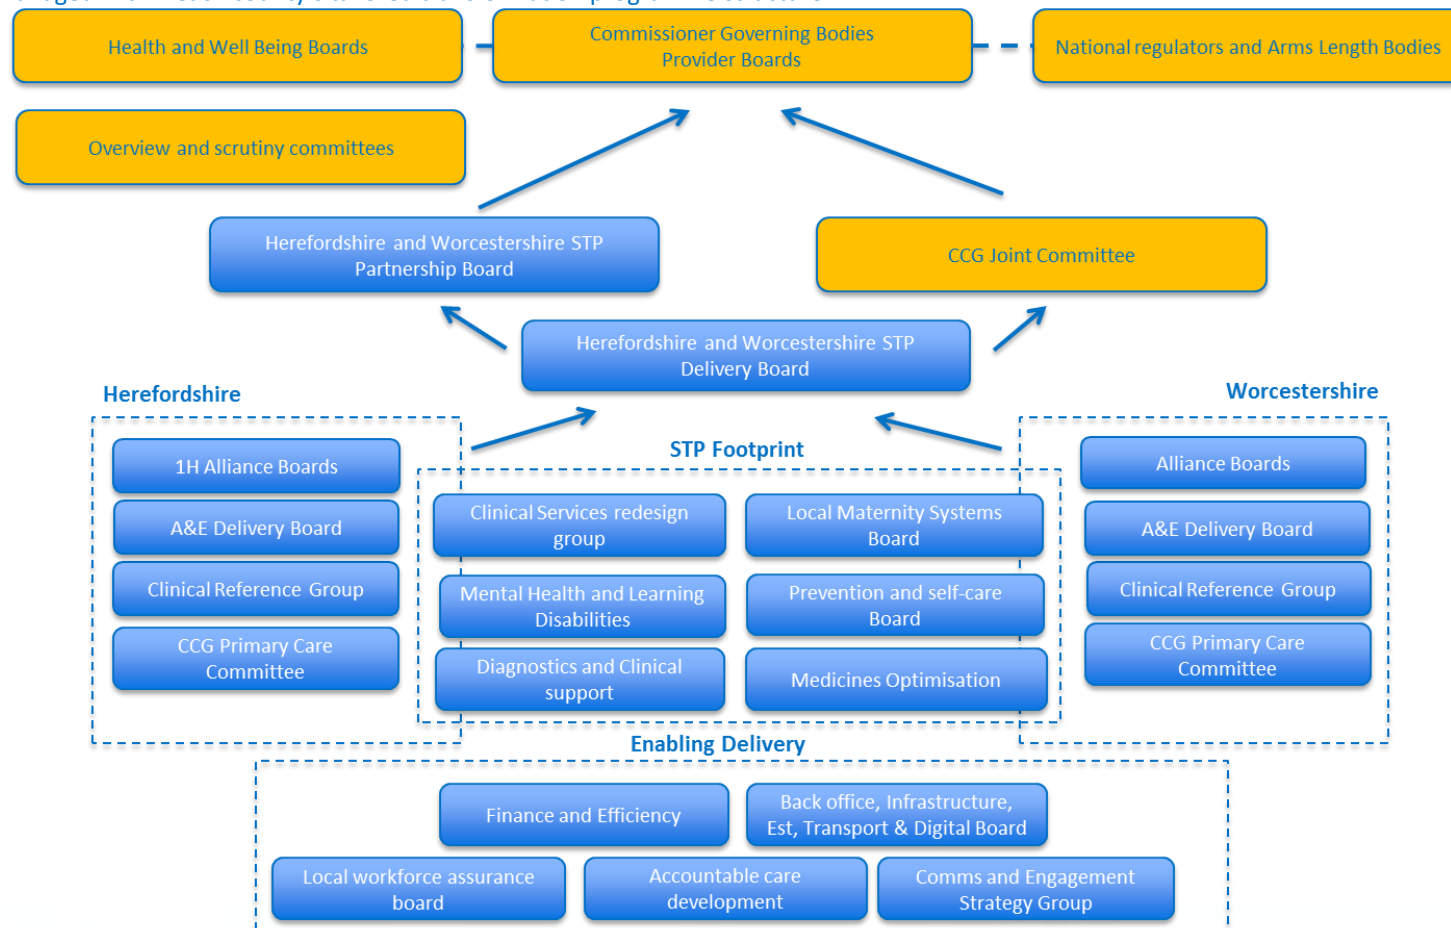 Health and Well Being Boards
Commissioner Governing Bodies
Provider Boards
National regulators and Arms Length Bodies
Overview and scrutiny committees
Herefordshire and Worcestershire STP
Partnership Board
CCG Joint Committee
Herefordshire and Worcestershire STP
Delivery Board
Herefordshire
Worcestershire
STP Footprint
1H Alliance Boards
A&E Delivery Board
Clinical Reference Group
CCG Primary Care
Committee
Clinical Services redesign
group
Local Maternity Systems
Board
Mental Health and Learning
Disabilities
Prevention and self-care
Board
Diagnostics and Clinical
support
Medicines Optimisation
Alliance Boards
A&E Delivery Board
Clinical Reference Group
CCG Primary Care
Committee
Enabling Delivery
Finance and Efficiency
Back office, Infrastructure,
Est, Transport & Digital Board
Local workforce assurance
board
Accountable care
development
Comms and Engagement
Strategy Group